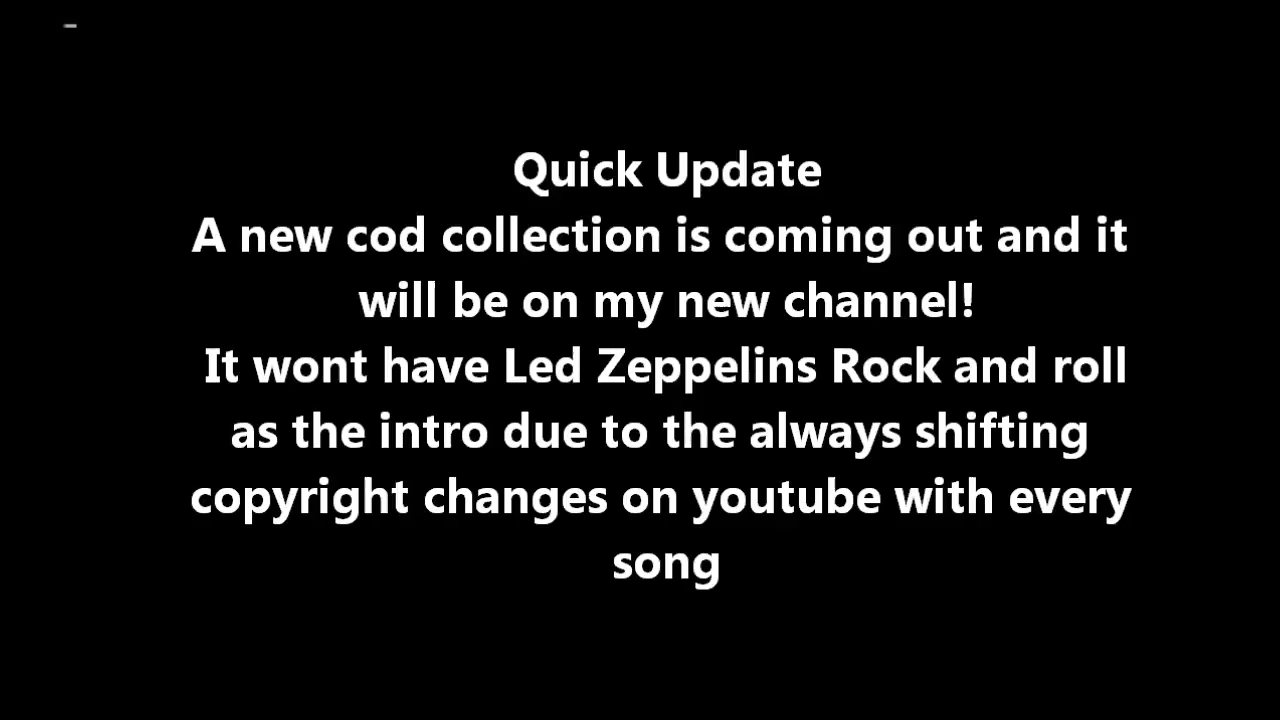 Quick Update
A new cod collection is coming out and it
will be on my new channel!
It wont have Led Zeppelins Rock and roll
as the intro due to the always shifting
copyright changes on youtube with every
song